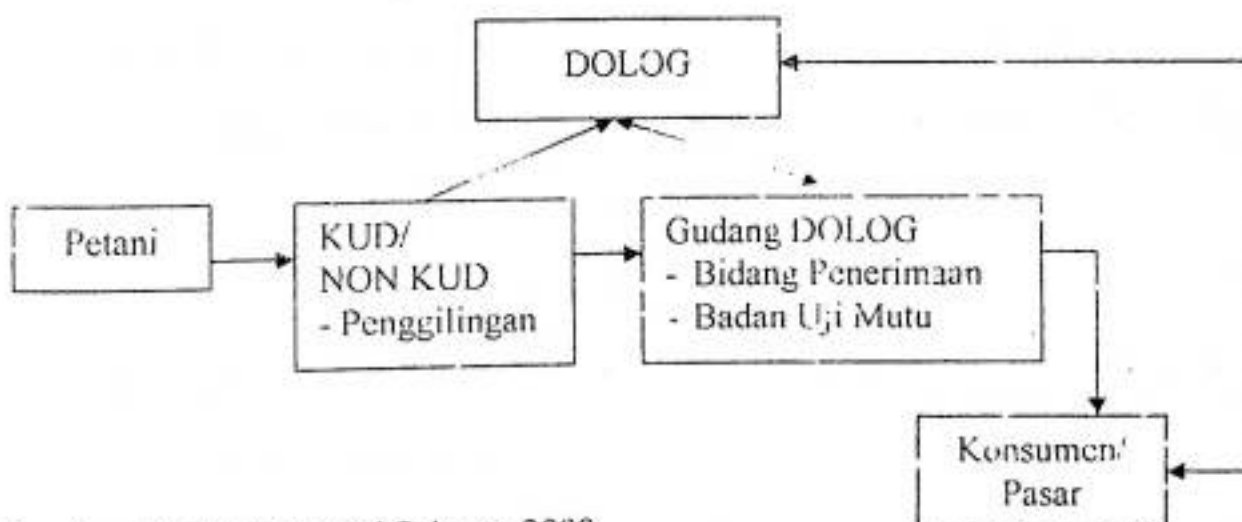 DOLOG
Petani
KUD/
NON KUD
- Penggilingan
Gudang DOLOG
- Bidang Penerimaan
- Badan Uji Mutu
Konsumen/
Pasar